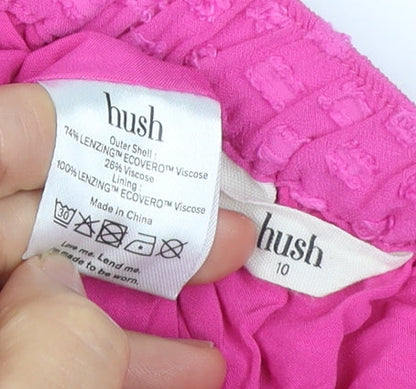 hush
Outer Shell :
74% LENZING™ ECOVERO™ Viscose
26% Viscose
Lining :
100% LENZING™ ECOVERO™ Viscose
Made in China
30
Love me. Lend me.
made to be worn.
hush
10